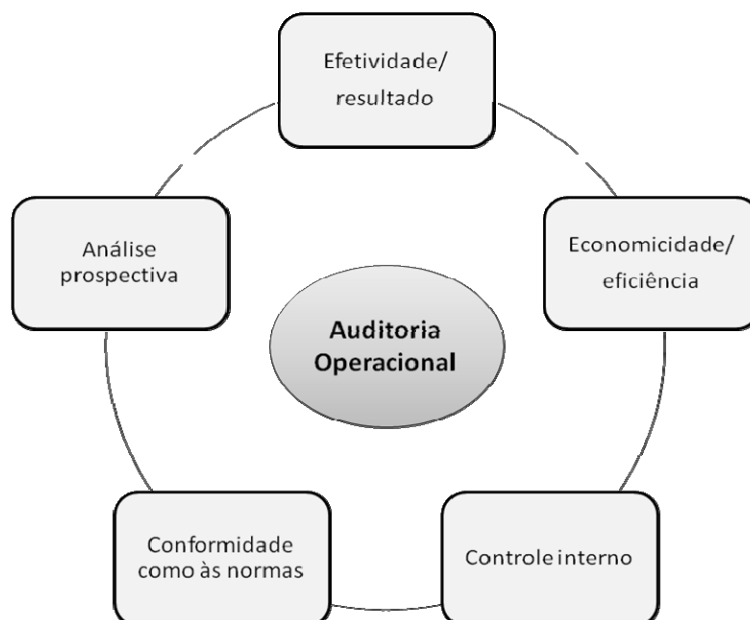 Efetividade/
resultado
Análise
prospectiva
Economicidade/
eficiência
Auditoria
Operacional
Conformidade
como às normas
Controle interno